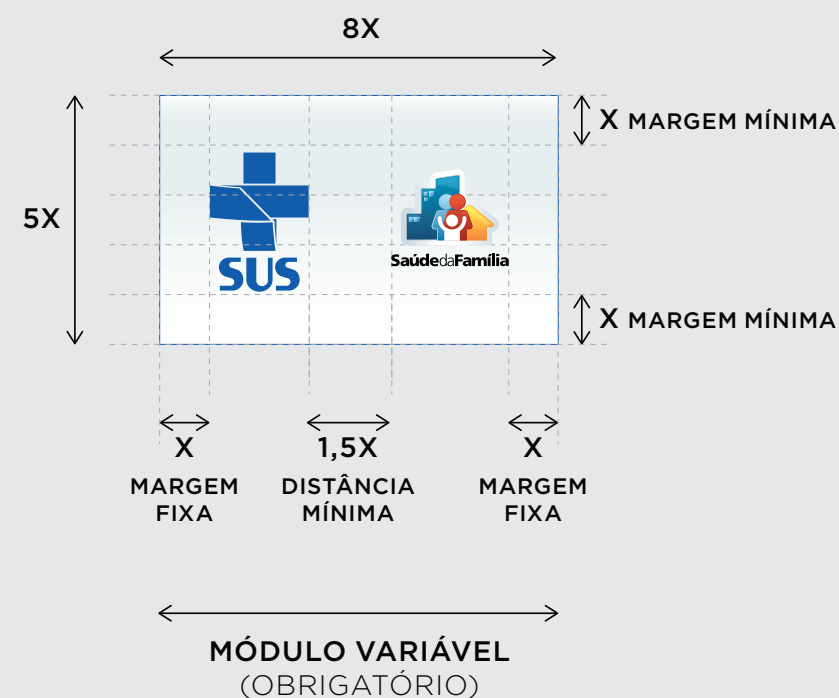 8X
X MARGEM MÍNIMA
5X
SUS
SaúdedaFamília
X MARGEM MÍNIMA
X
MARGEM
FIXA
1,5X
DISTÂNCIA
MÍNIMA
X
MARGEM
FIXA
MÓDULO VARIÁVEL
(OBRIGATÓRIO)